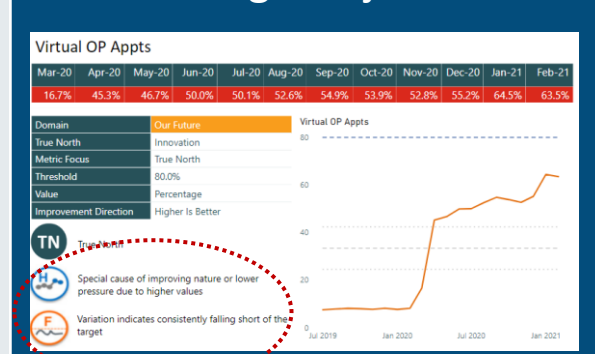 Virtual OP Appts
Mar-20 Apr-20 May-20 Jun-20 Jul-20 Aug-20 Sep-20 Oct-20 Nov-20 Dec-20 Jan-21 Feb-21
16.7% 45.3% 46.7% 50.0% 50.1% 52.6% 54.9% 53.9% 52.8% 55.2% 64.5% 63.5%
Domain Our Future
True North Innovation
Metric Focus True North
Threshold 80.0%
Value Percentage
Improvement Direction Higher Is Better
TN True North
H Special cause of improving nature or lower
pressure due to higher values
F Variation indicates consistently falling short of the
target
Virtual OP Appts
80
60
40
20
0
Jul 2019 Jan 2020 Jul 2020 Jan 2021